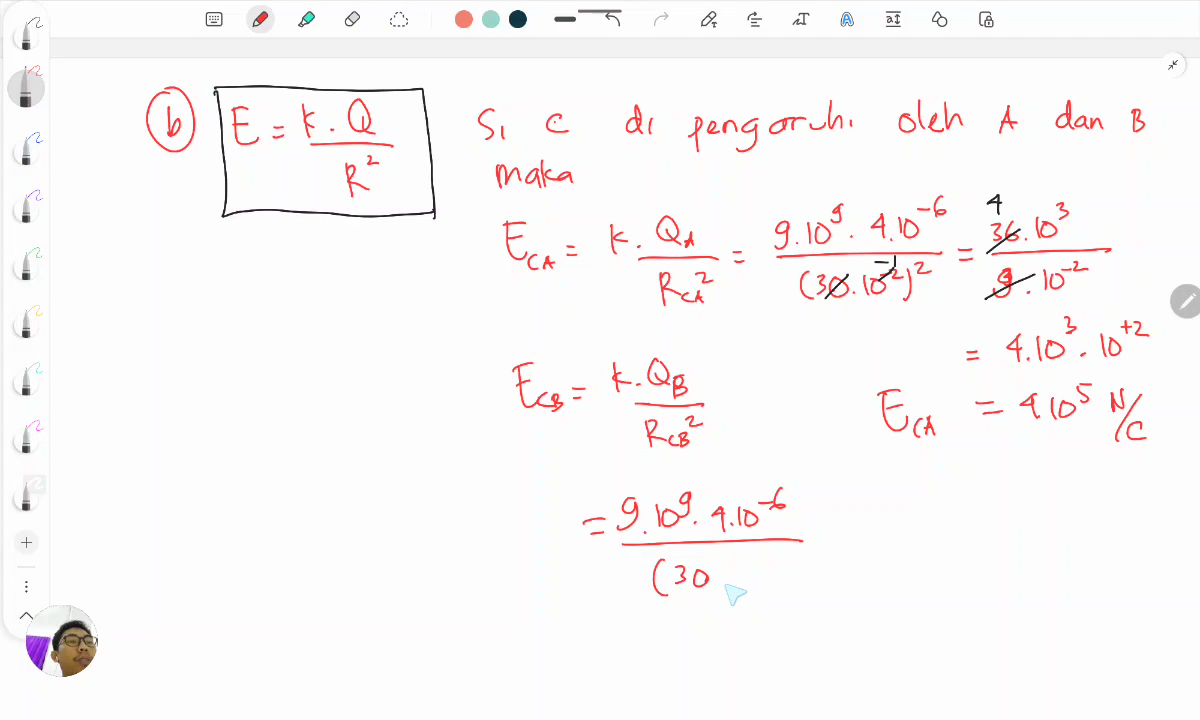 b E = k.Q / R² Si C di pengaruhi oleh A dan B
maka
E_CA = k.Q_A / R_CA² = 9.10⁹.4.10⁻⁶ / (30.10⁻²)² = 36.10³ / 9.10⁻²
4
-1
= 4.10³.10⁺²
E_CA = 4 10⁵ N/C
E_CB = k.Q_B / R_CB²
= 9.10⁹.4.10⁻⁶ / (30